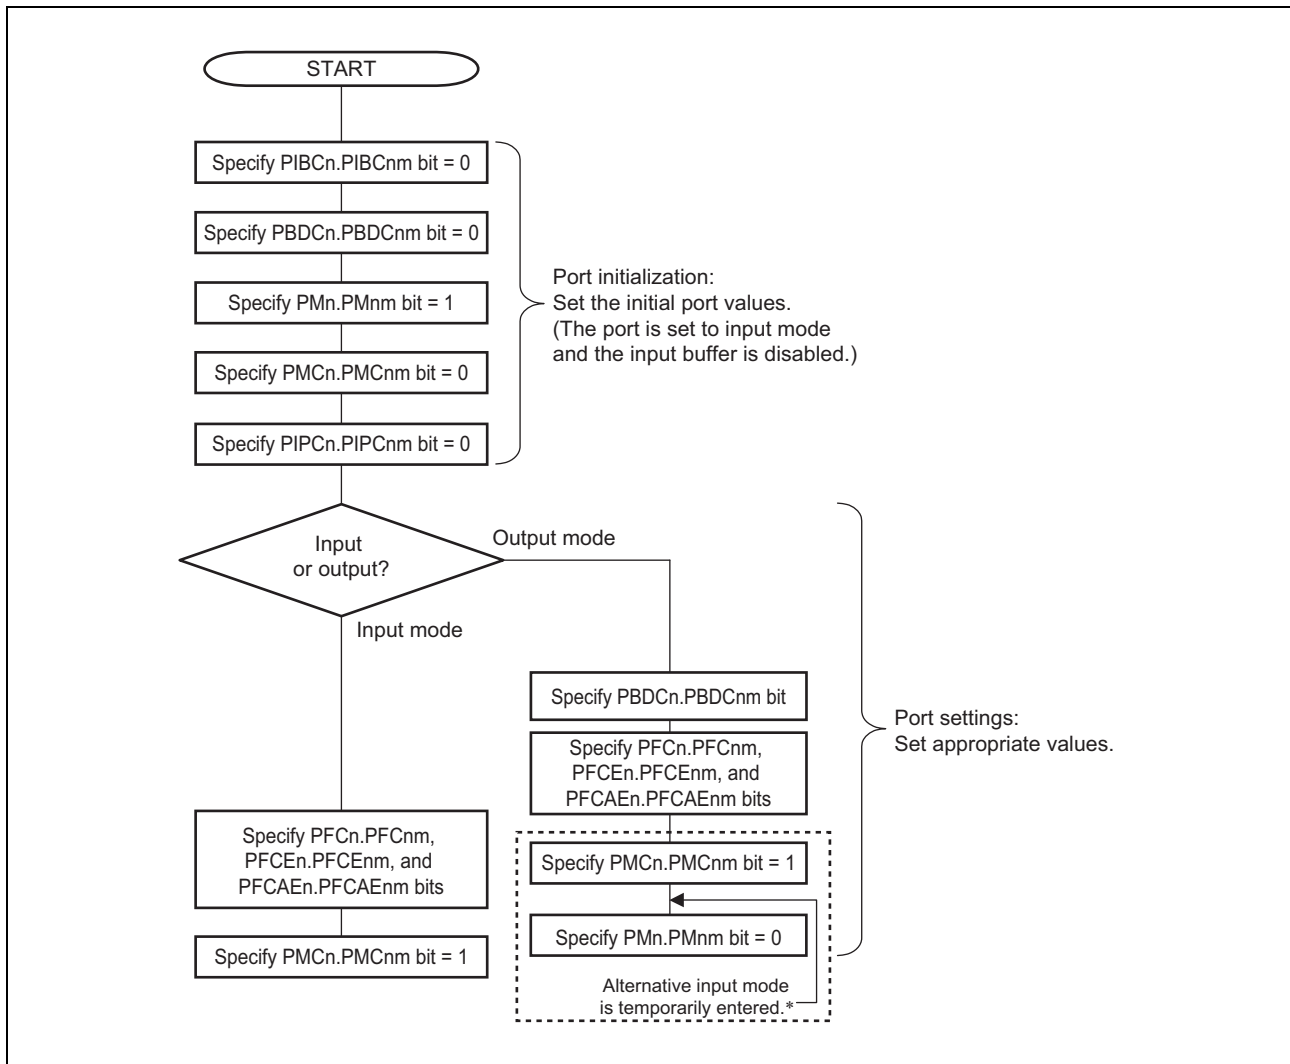 START
Specify PIBCn.PIBCnm bit = 0
Specify PBDCn.PBDCnm bit = 0
Specify PMn.PMnm bit = 1
Specify PMCn.PMCnm bit = 0
Specify PIPCn.PIPCnm bit = 0
Port initialization:
Set the initial port values.
(The port is set to input mode
and the input buffer is disabled.)
Input
or output?
Output mode
Input mode
Specify PBDCn.PBDCnm bit
Specify PFCn.PFCnm,
PFCEn.PFCEnm, and
PFCAEn.PFCAEnm bits
Specify PMCn.PMCnm bit = 1
Specify PMn.PMnm bit = 0
Alternative input mode
is temporarily entered.*
Specify PFCn.PFCnm,
PFCEn.PFCEnm, and
PFCAEn.PFCAEnm bits
Specify PMCn.PMCnm bit = 1
Port settings:
Set appropriate values.